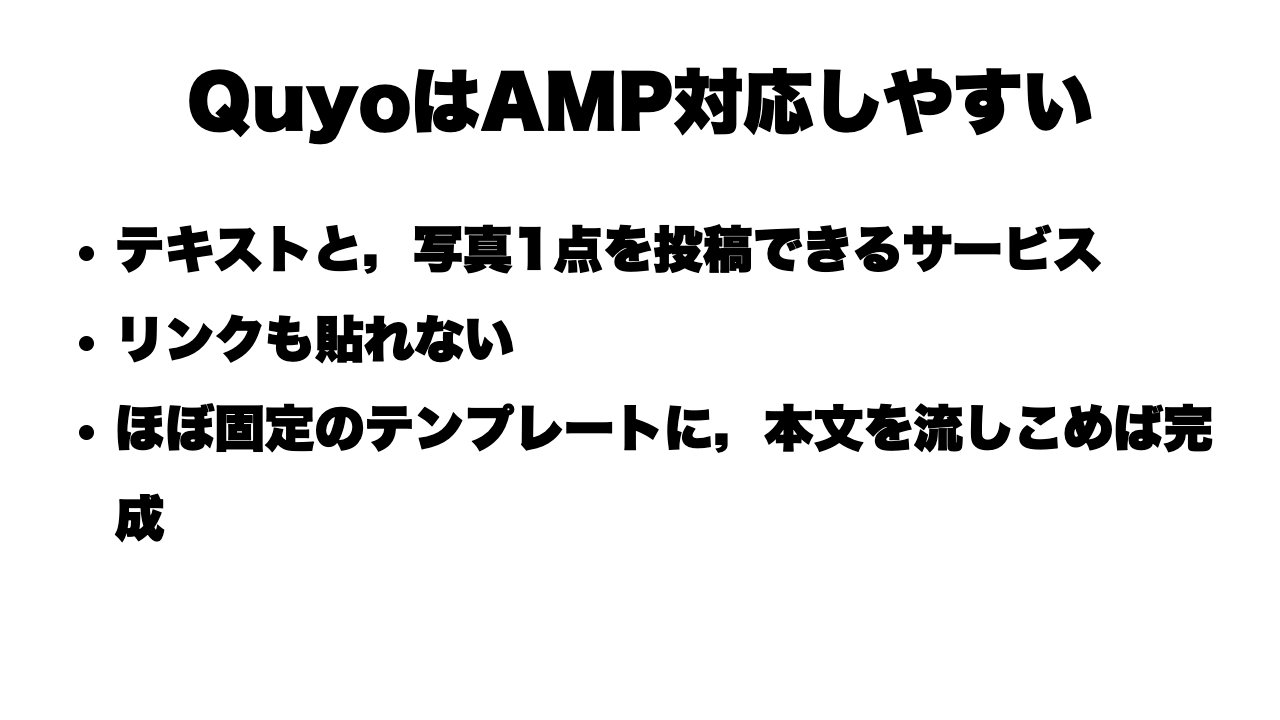 QuyoはAMP対応しやすい
• テキストと，写真1点を投稿できるサービス
• リンクも貼れない
• ほぼ固定のテンプレートに，本文を流しこめば完
成